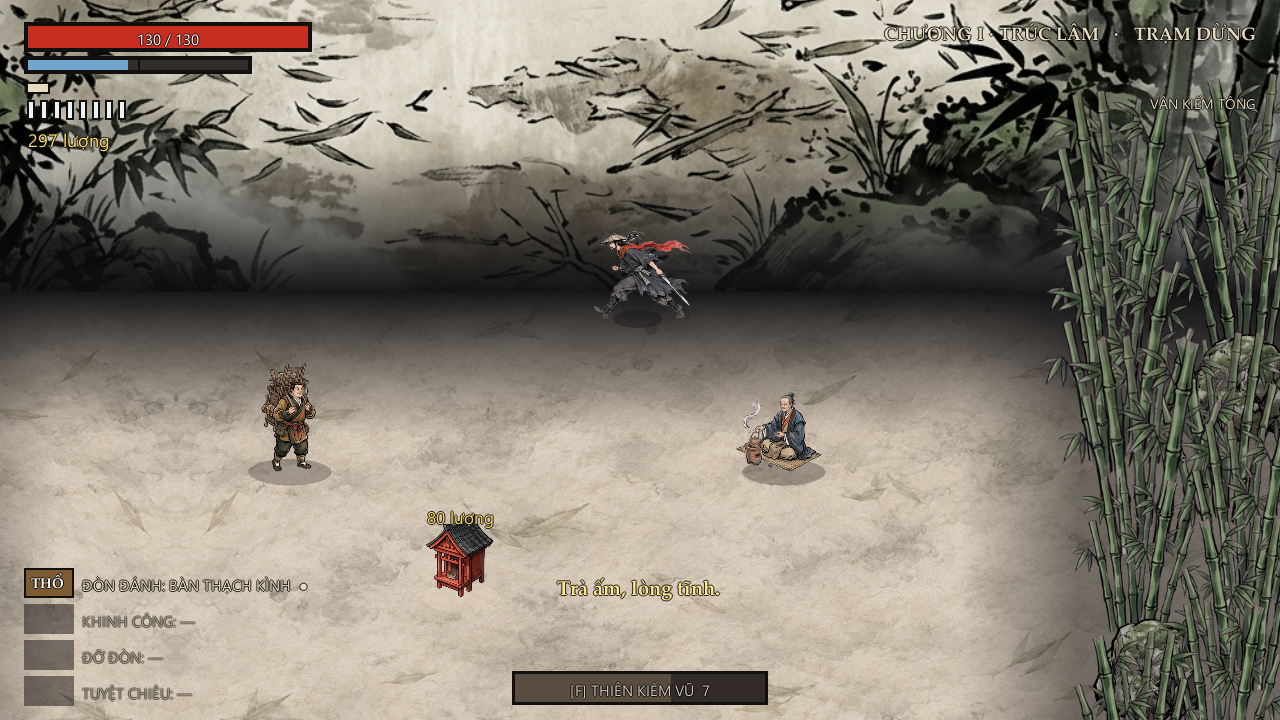 130 / 130
CHƯƠNG I · TRÚC LÂM · TRẠM DỪNG
VÂN KIẾM TÔNG
297 lượng
80 lượng
THỔ
ĐÒN ĐÁNH: BÀN THẠCH KÌNH
Trà ấm, lòng tĩnh.
KHINH CÔNG: —
ĐỠ ĐÒN: —
TUYỆT CHIÊU: —
[F] THIÊN KIẾM VŨ 7